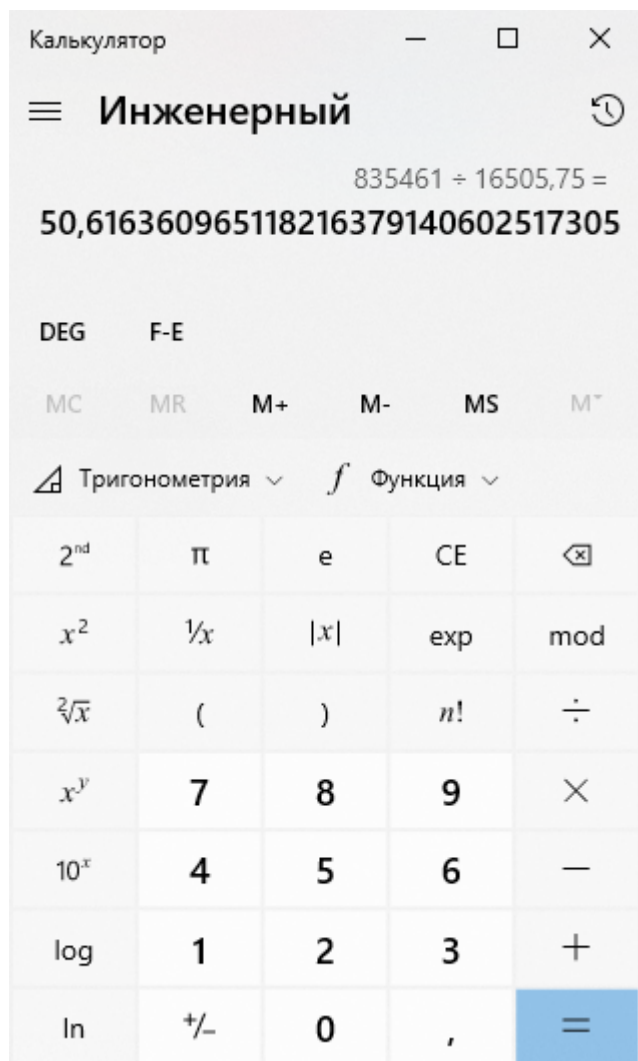 Калькулятор
Инженерный
835461 ÷ 16505,75 =
50,616360965118216379140602517305
DEG F-E
MC MR M+ M- MS M˅
Тригонометрия f Функция
2ⁿᵈ π e CE
x² ¹/x |x| exp mod
²√x ( ) n! ÷
xʸ 7 8 9 ×
10ˣ 4 5 6 −
log 1 2 3 +
ln +/− 0 , =